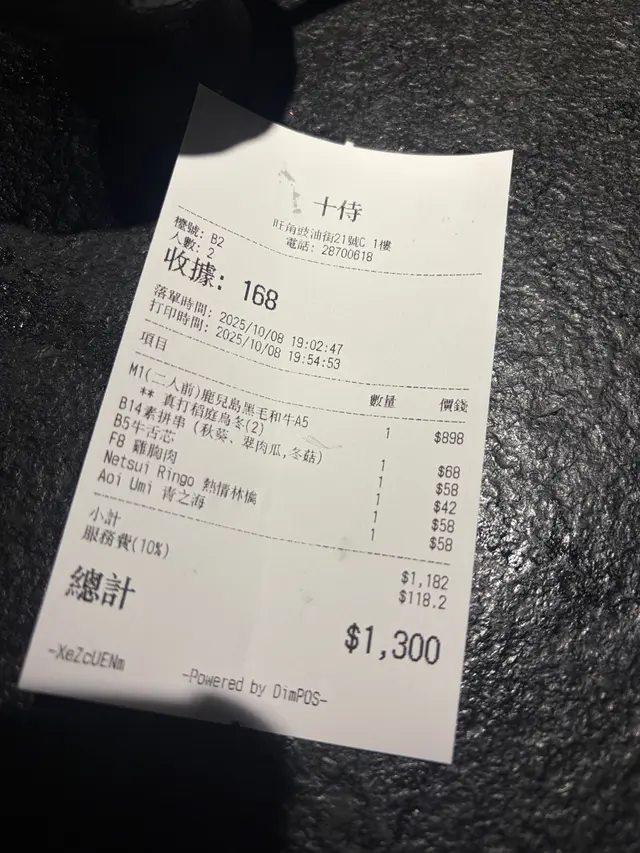 十侍
旺角豉油街21號C 1樓
電話: 28700618
檯號: B2
人數: 2
收據: 168
落單時間: 2025/10/08 19:02:47
打印時間: 2025/10/08 19:54:53
項目 數量 價錢
M1(二人前)鹿兒島黑毛和牛A5 1 $898
** 真打稻庭烏冬(2)
B14素拼串 (秋葵、翠肉瓜,冬菇) 1 $68
B5牛舌芯 1 $58
F8 雞胸肉 1 $42
Netsui Ringo 熱情林檎 1 $58
Aoi Umi 青之海 1 $58
小計 $1,182
服務費(10%) $118.2
總計 $1,300
-XeZcUENm
-Powered by DimPOS-